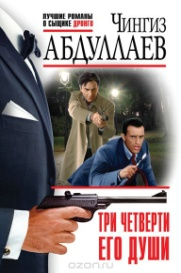 ЛУЧШИЕ РОМАНЫ
О СЫЩИКЕ ДРОНГО
ЧИНГИЗ
АБДУЛЛАЕВ
ТРИ ЧЕТВЕРТИ
ЕГО ДУШИ